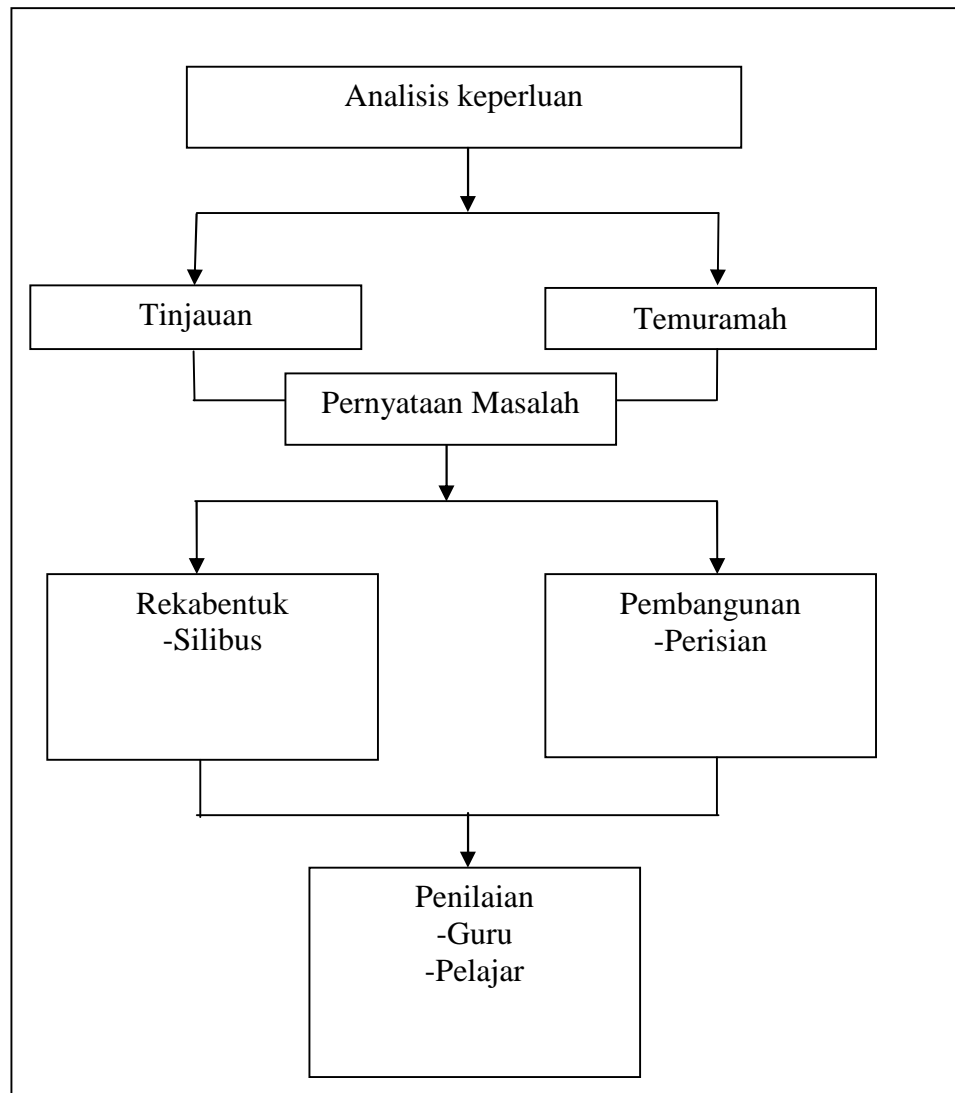 Analisis keperluan
Tinjauan
Temuramah
Pernyataan Masalah
Rekabentuk
-Silibus
Pembangunan
-Perisian
Penilaian
-Guru
-Pelajar